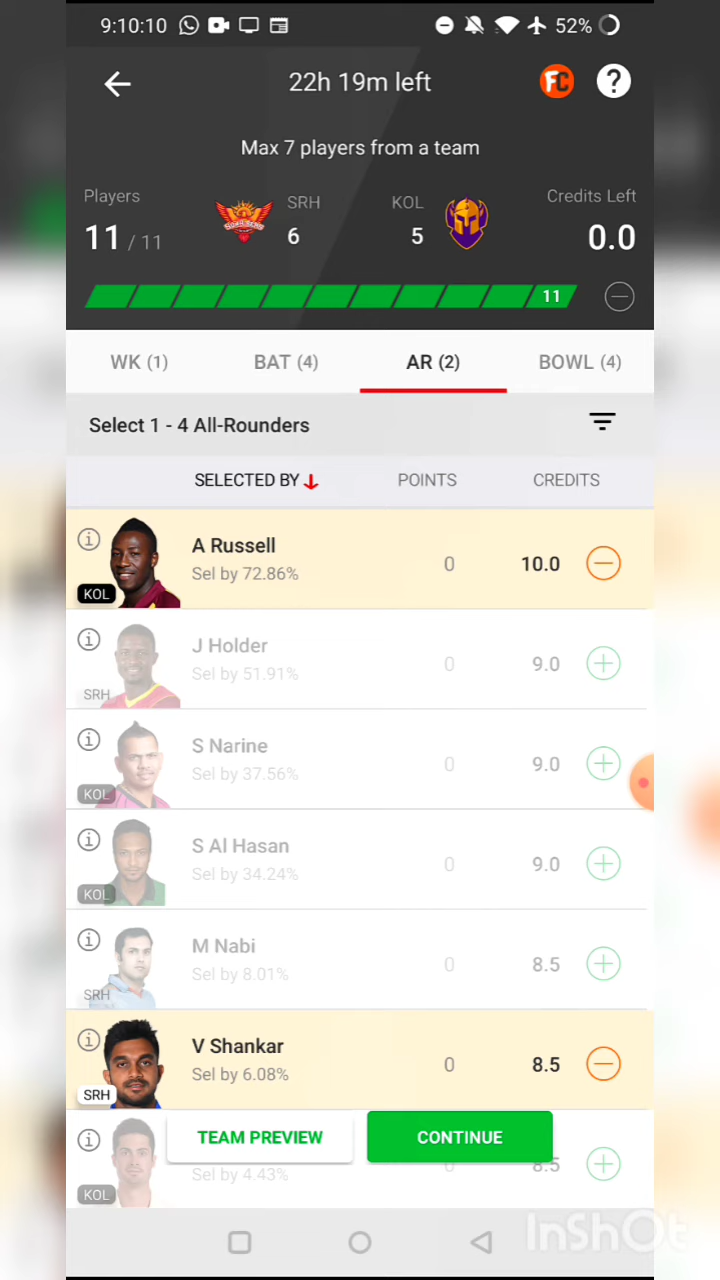 9:10:10 52%
22h 19m left FC ?
Max 7 players from a team
Players SRH KOL Credits Left
11 / 11 6 5 0.0
11
WK (1) BAT (4) AR (2) BOWL (4)
Select 1 - 4 All-Rounders
SELECTED BY POINTS CREDITS
A Russell
Sel by 72.86% 0 10.0
KOL
J Holder
Sel by 51.91% 0 9.0
SRH
S Narine
Sel by 37.56% 0 9.0
KOL
S Al Hasan
Sel by 34.24% 0 9.0
KOL
M Nabi
Sel by 8.01% 0 8.5
SRH
V Shankar
Sel by 6.08% 0 8.5
SRH
TEAM PREVIEW CONTINUE
Sel by 4.43% 0 8.5
KOL
InShOt